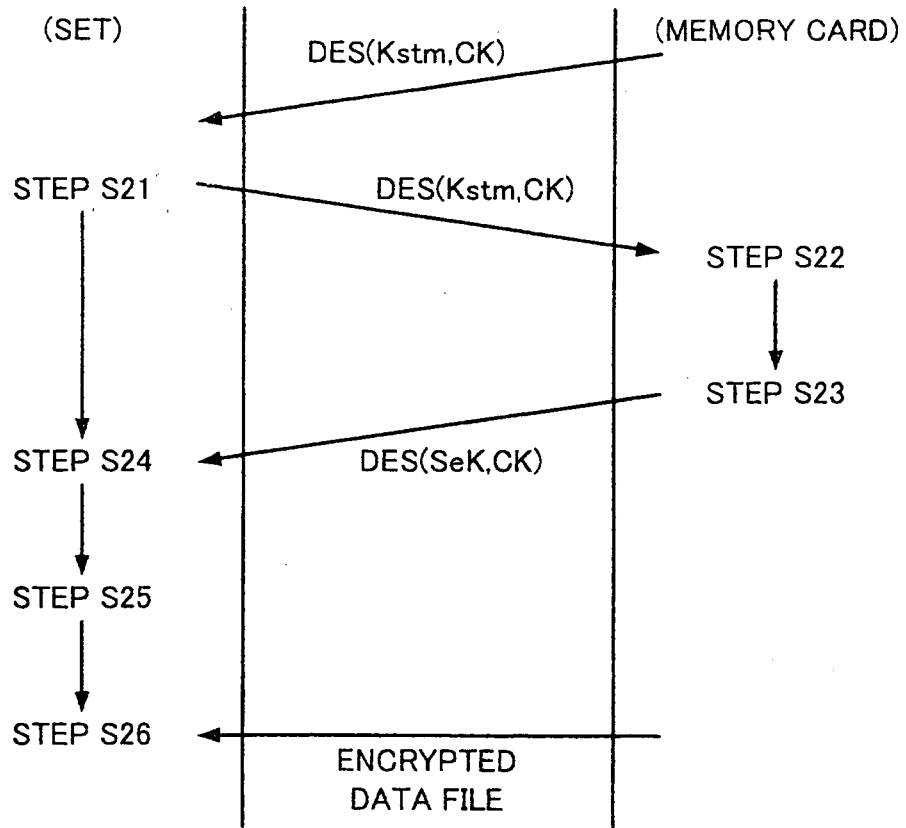 (SET)
(MEMORY CARD)
DES(Kstm,CK)
STEP S21
DES(Kstm,CK)
STEP S22
STEP S23
STEP S24
DES(SeK,CK)
STEP S25
STEP S26
ENCRYPTED
DATA FILE